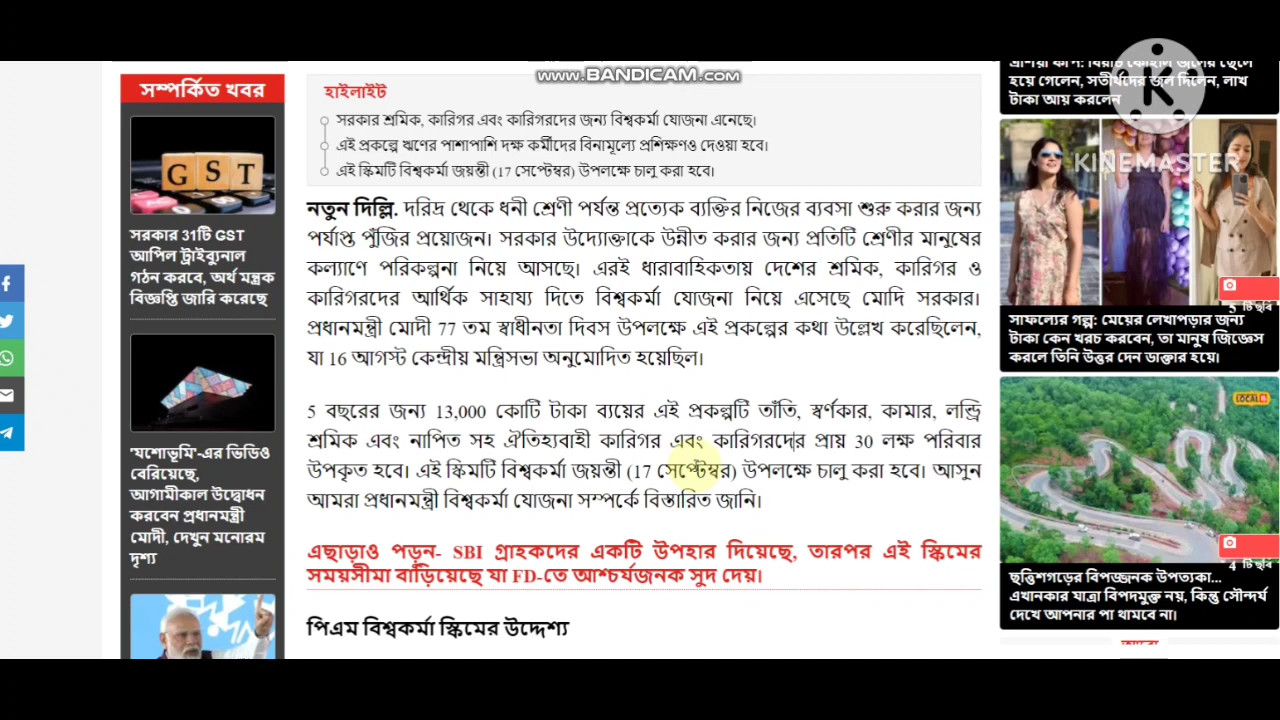 www.BANDICAM.com
সম্পর্কিত খবর
GST
সরকার 31টি GST
আপিল ট্রাইব্যুনাল
গঠন করবে, অর্থ মন্ত্রক
বিজ্ঞপ্তি জারি করেছে
'যশোভূমি'-এর ভিডিও
বেরিয়েছে,
আগামীকাল উদ্বোধন
করবেন প্রধানমন্ত্রী
মোদী, দেখুন মনোরম
দৃশ্য
হাইলাইট
সরকার শ্রমিক, কারিগর এবং কারিগরদের জন্য বিশ্বকর্মা যোজনা এনেছে।
এই প্রকল্পে ঋণের পাশাপাশি দক্ষ কর্মীদের বিনামূল্যে প্রশিক্ষণও দেওয়া হবে।
এই স্কিমটি বিশ্বকর্মা জয়ন্তী (17 সেপ্টেম্বর) উপলক্ষে চালু করা হবে।
নতুন দিল্লি. দরিদ্র থেকে ধনী শ্রেণী পর্যন্ত প্রত্যেক ব্যক্তির নিজের ব্যবসা শুরু করার জন্য
পর্যাপ্ত পুঁজির প্রয়োজন। সরকার উদ্যোক্তাকে উন্নীত করার জন্য প্রতিটি শ্রেণীর মানুষের
কল্যাণে পরিকল্পনা নিয়ে আসছে। এরই ধারাবাহিকতায় দেশের শ্রমিক, কারিগর ও
কারিগরদের আর্থিক সাহায্য দিতে বিশ্বকর্মা যোজনা নিয়ে এসেছে মোদি সরকার।
প্রধানমন্ত্রী মোদী 77 তম স্বাধীনতা দিবস উপলক্ষে এই প্রকল্পের কথা উল্লেখ করেছিলেন,
যা 16 আগস্ট কেন্দ্রীয় মন্ত্রিসভা অনুমোদিত হয়েছিল।
5 বছরের জন্য 13,000 কোটি টাকা ব্যয়ের এই প্রকল্পটি তাঁতি, স্বর্ণকার, কামার, লন্ড্রি
শ্রমিক এবং নাপিত সহ ঐতিহ্যবাহী কারিগর এবং কারিগরদের প্রায় 30 লক্ষ পরিবার
উপকৃত হবে। এই স্কিমটি বিশ্বকর্মা জয়ন্তী (17 সেপ্টেম্বর) উপলক্ষে চালু করা হবে। আসুন
আমরা প্রধানমন্ত্রী বিশ্বকর্মা যোজনা সম্পর্কে বিস্তারিত জানি।
এছাড়াও পড়ুন- SBI গ্রাহকদের একটি উপহার দিয়েছে, তারপর এই স্কিমের
সময়সীমা বাড়িয়েছে যা FD-তে আশ্চর্যজনক সুদ দেয়।
পিএম বিশ্বকর্মা স্কিমের উদ্দেশ্য
হয়ে গেলেন, সতীর্থদের জল দিলেন, লাখ
টাকা আয় করলেন
K
KINEMASTER
5 টি ছবি
সাফল্যের গল্প: মেয়ের লেখাপড়ার জন্য
টাকা কেন খরচ করবেন, তা মানুষ জিজ্ঞেস
করলে তিনি উত্তর দেন ডাক্তার হয়ে।
LOCAL18
4 টি ছবি
ছত্তিশগড়ের বিপজ্জনক উপত্যকা...
এখানকার যাত্রা বিপদমুক্ত নয়, কিন্তু সৌন্দর্য
দেখে আপনার পা থামবে না।